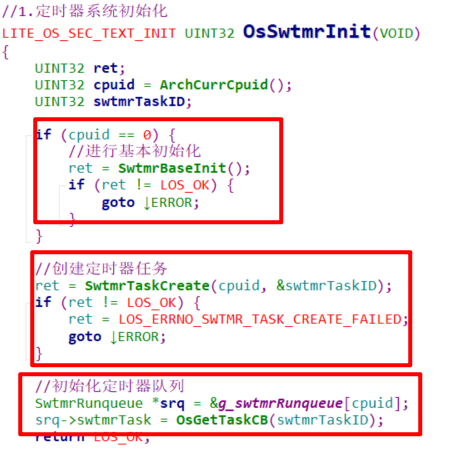 //1.定时器系统初始化
LITE_OS_SEC_TEXT_INIT UINT32 OsSwtmrInit(VOID)
{
UINT32 ret;
UINT32 cpuid = ArchCurrCpuid();
UINT32 swtmrTaskID;
if (cpuid == 0) {
//进行基本初始化
ret = SwtmrBaseInit();
if (ret != LOS_OK) {
goto ↓ERROR;
}
}
//创建定时器任务
ret = SwtmrTaskCreate(cpuid, &swtmrTaskID);
if (ret != LOS_OK) {
ret = LOS_ERRNO_SWTMR_TASK_CREATE_FAILED;
goto ↓ERROR;
}
//初始化定时器队列
SwtmrRunqueue *srq = &g_swtmrRunqueue[cpuid];
srq->swtmrTask = OsGetTaskCB(swtmrTaskID);
return LOS_OK;